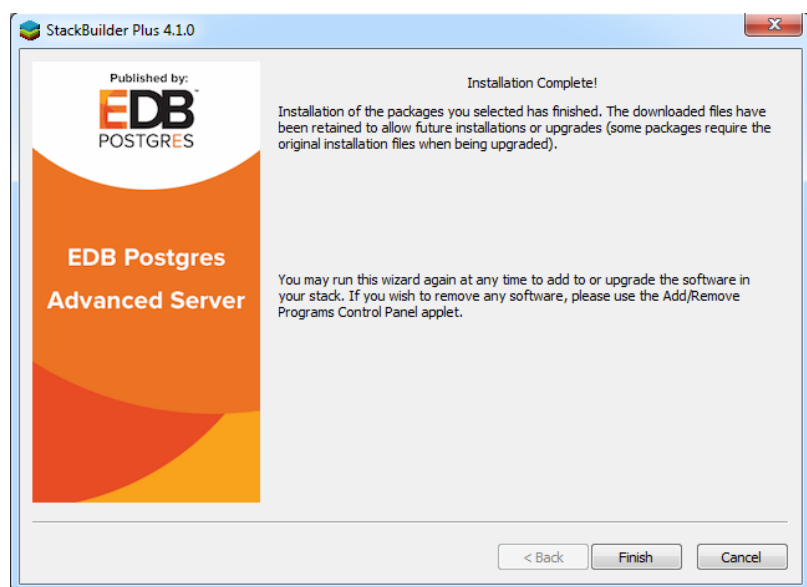 StackBuilder Plus 4.1.0
Published by:
EDB™
POSTGRES
EDB Postgres
Advanced Server
Installation Complete!
Installation of the packages you selected has finished. The downloaded files have
been retained to allow future installations or upgrades (some packages require the
original installation files when being upgraded).
You may run this wizard again at any time to add to or upgrade the software in
your stack. If you wish to remove any software, please use the Add/Remove
Programs Control Panel applet.
< Back
Finish
Cancel